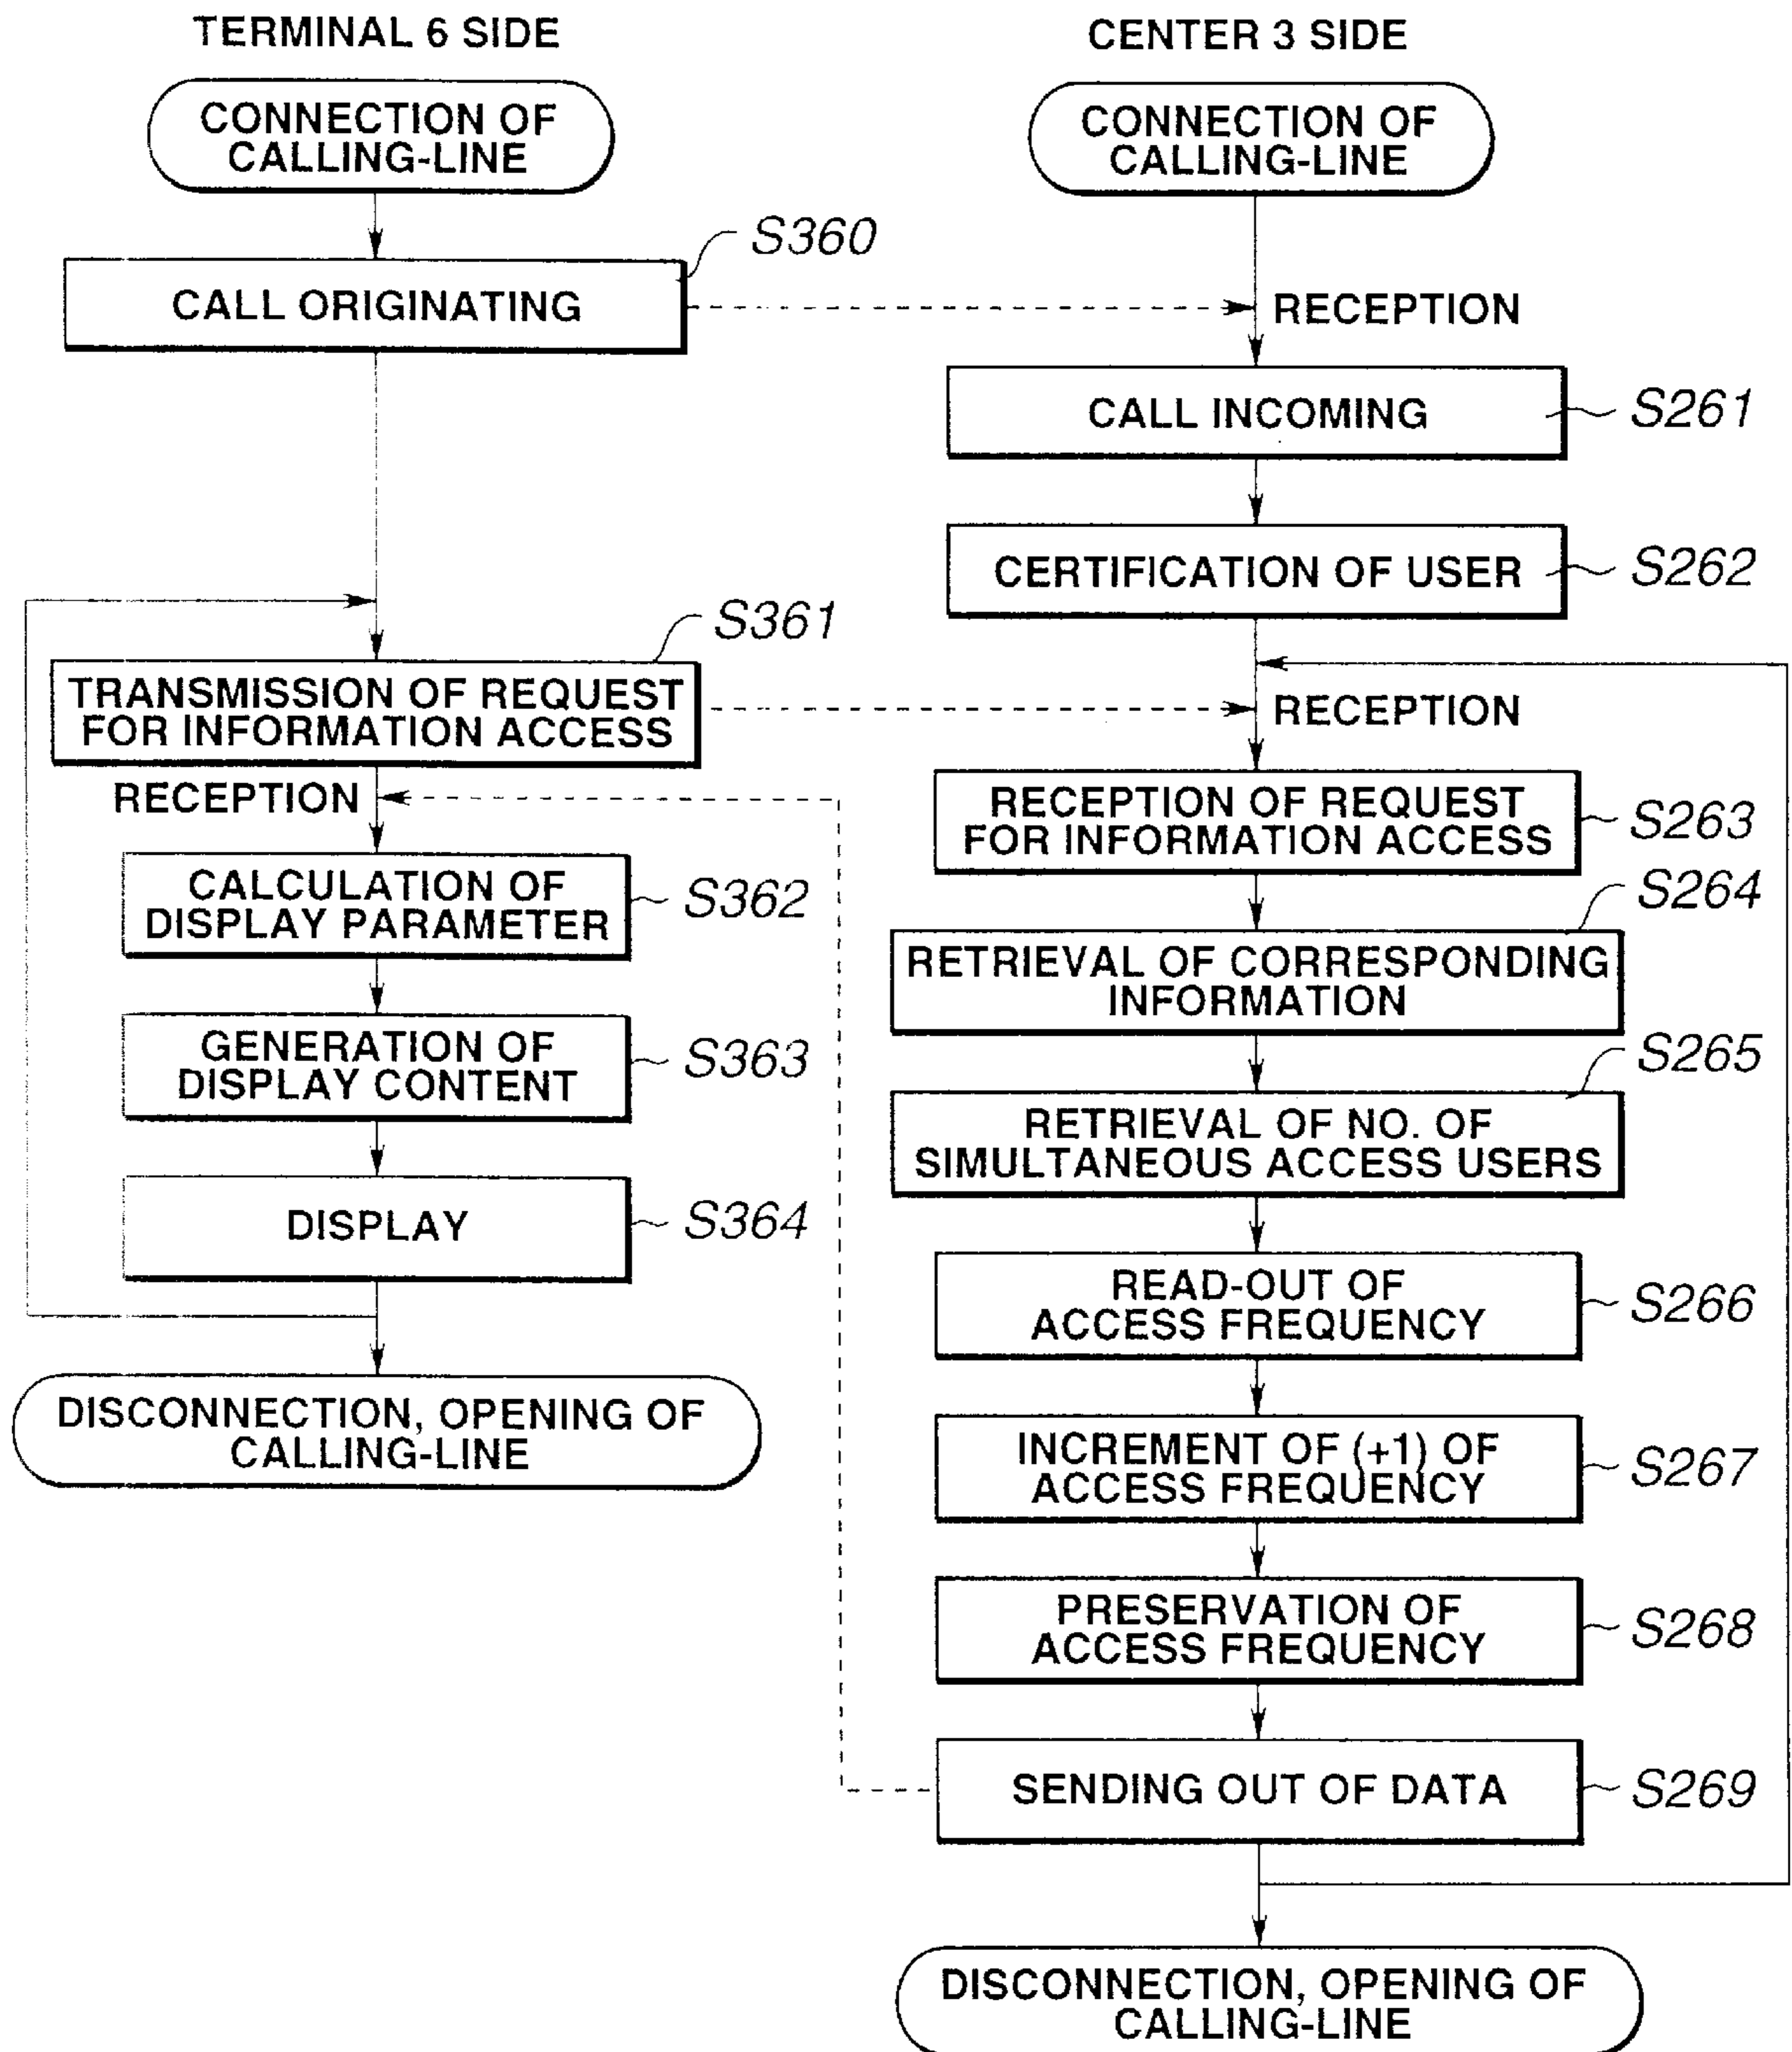 TERMINAL 6 SIDE
CONNECTION OF
CALLING-LINE
S360
CALL ORIGINATING
S361
TRANSMISSION OF REQUEST
FOR INFORMATION ACCESS
RECEPTION
CALCULATION OF
DISPLAY PARAMETER
S362
GENERATION OF
DISPLAY CONTENT
S363
DISPLAY
S364
DISCONNECTION, OPENING OF
CALLING-LINE
CENTER 3 SIDE
CONNECTION OF
CALLING-LINE
RECEPTION
CALL INCOMING
S261
CERTIFICATION OF USER
S262
RECEPTION
RECEPTION OF REQUEST
FOR INFORMATION ACCESS
S263
S264
RETRIEVAL OF CORRESPONDING
INFORMATION
S265
RETRIEVAL OF NO. OF
SIMULTANEOUS ACCESS USERS
READ-OUT OF
ACCESS FREQUENCY
S266
INCREMENT OF (+1) OF
ACCESS FREQUENCY
S267
PRESERVATION OF
ACCESS FREQUENCY
S268
SENDING OUT OF DATA
S269
DISCONNECTION, OPENING OF
CALLING-LINE